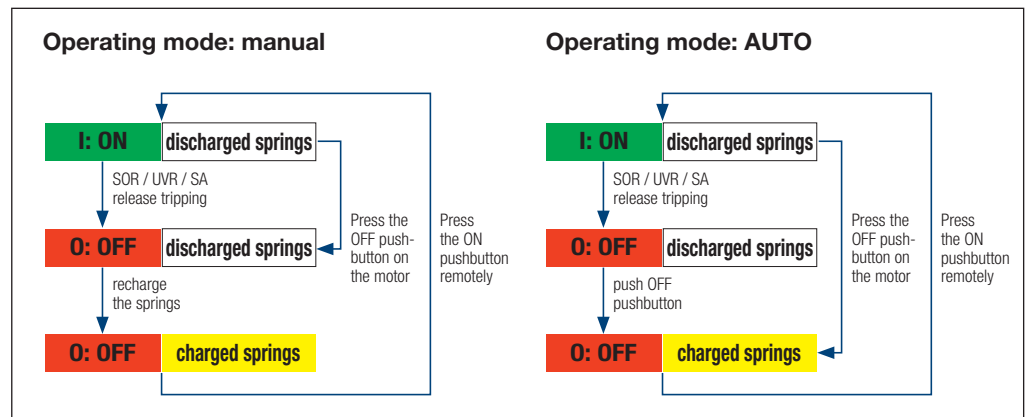 Operating mode: manual
I: ON discharged springs
SOR / UVR / SA
release tripping
O: OFF discharged springs
Press the
OFF push-
button on
the motor
Press
the ON
pushbutton
remotely
recharge
the springs
O: OFF charged springs
Operating mode: AUTO
I: ON discharged springs
SOR / UVR / SA
release tripping
O: OFF discharged springs
Press the
OFF push-
button on
the motor
Press
the ON
pushbutton
remotely
push OFF
pushbutton
O: OFF charged springs